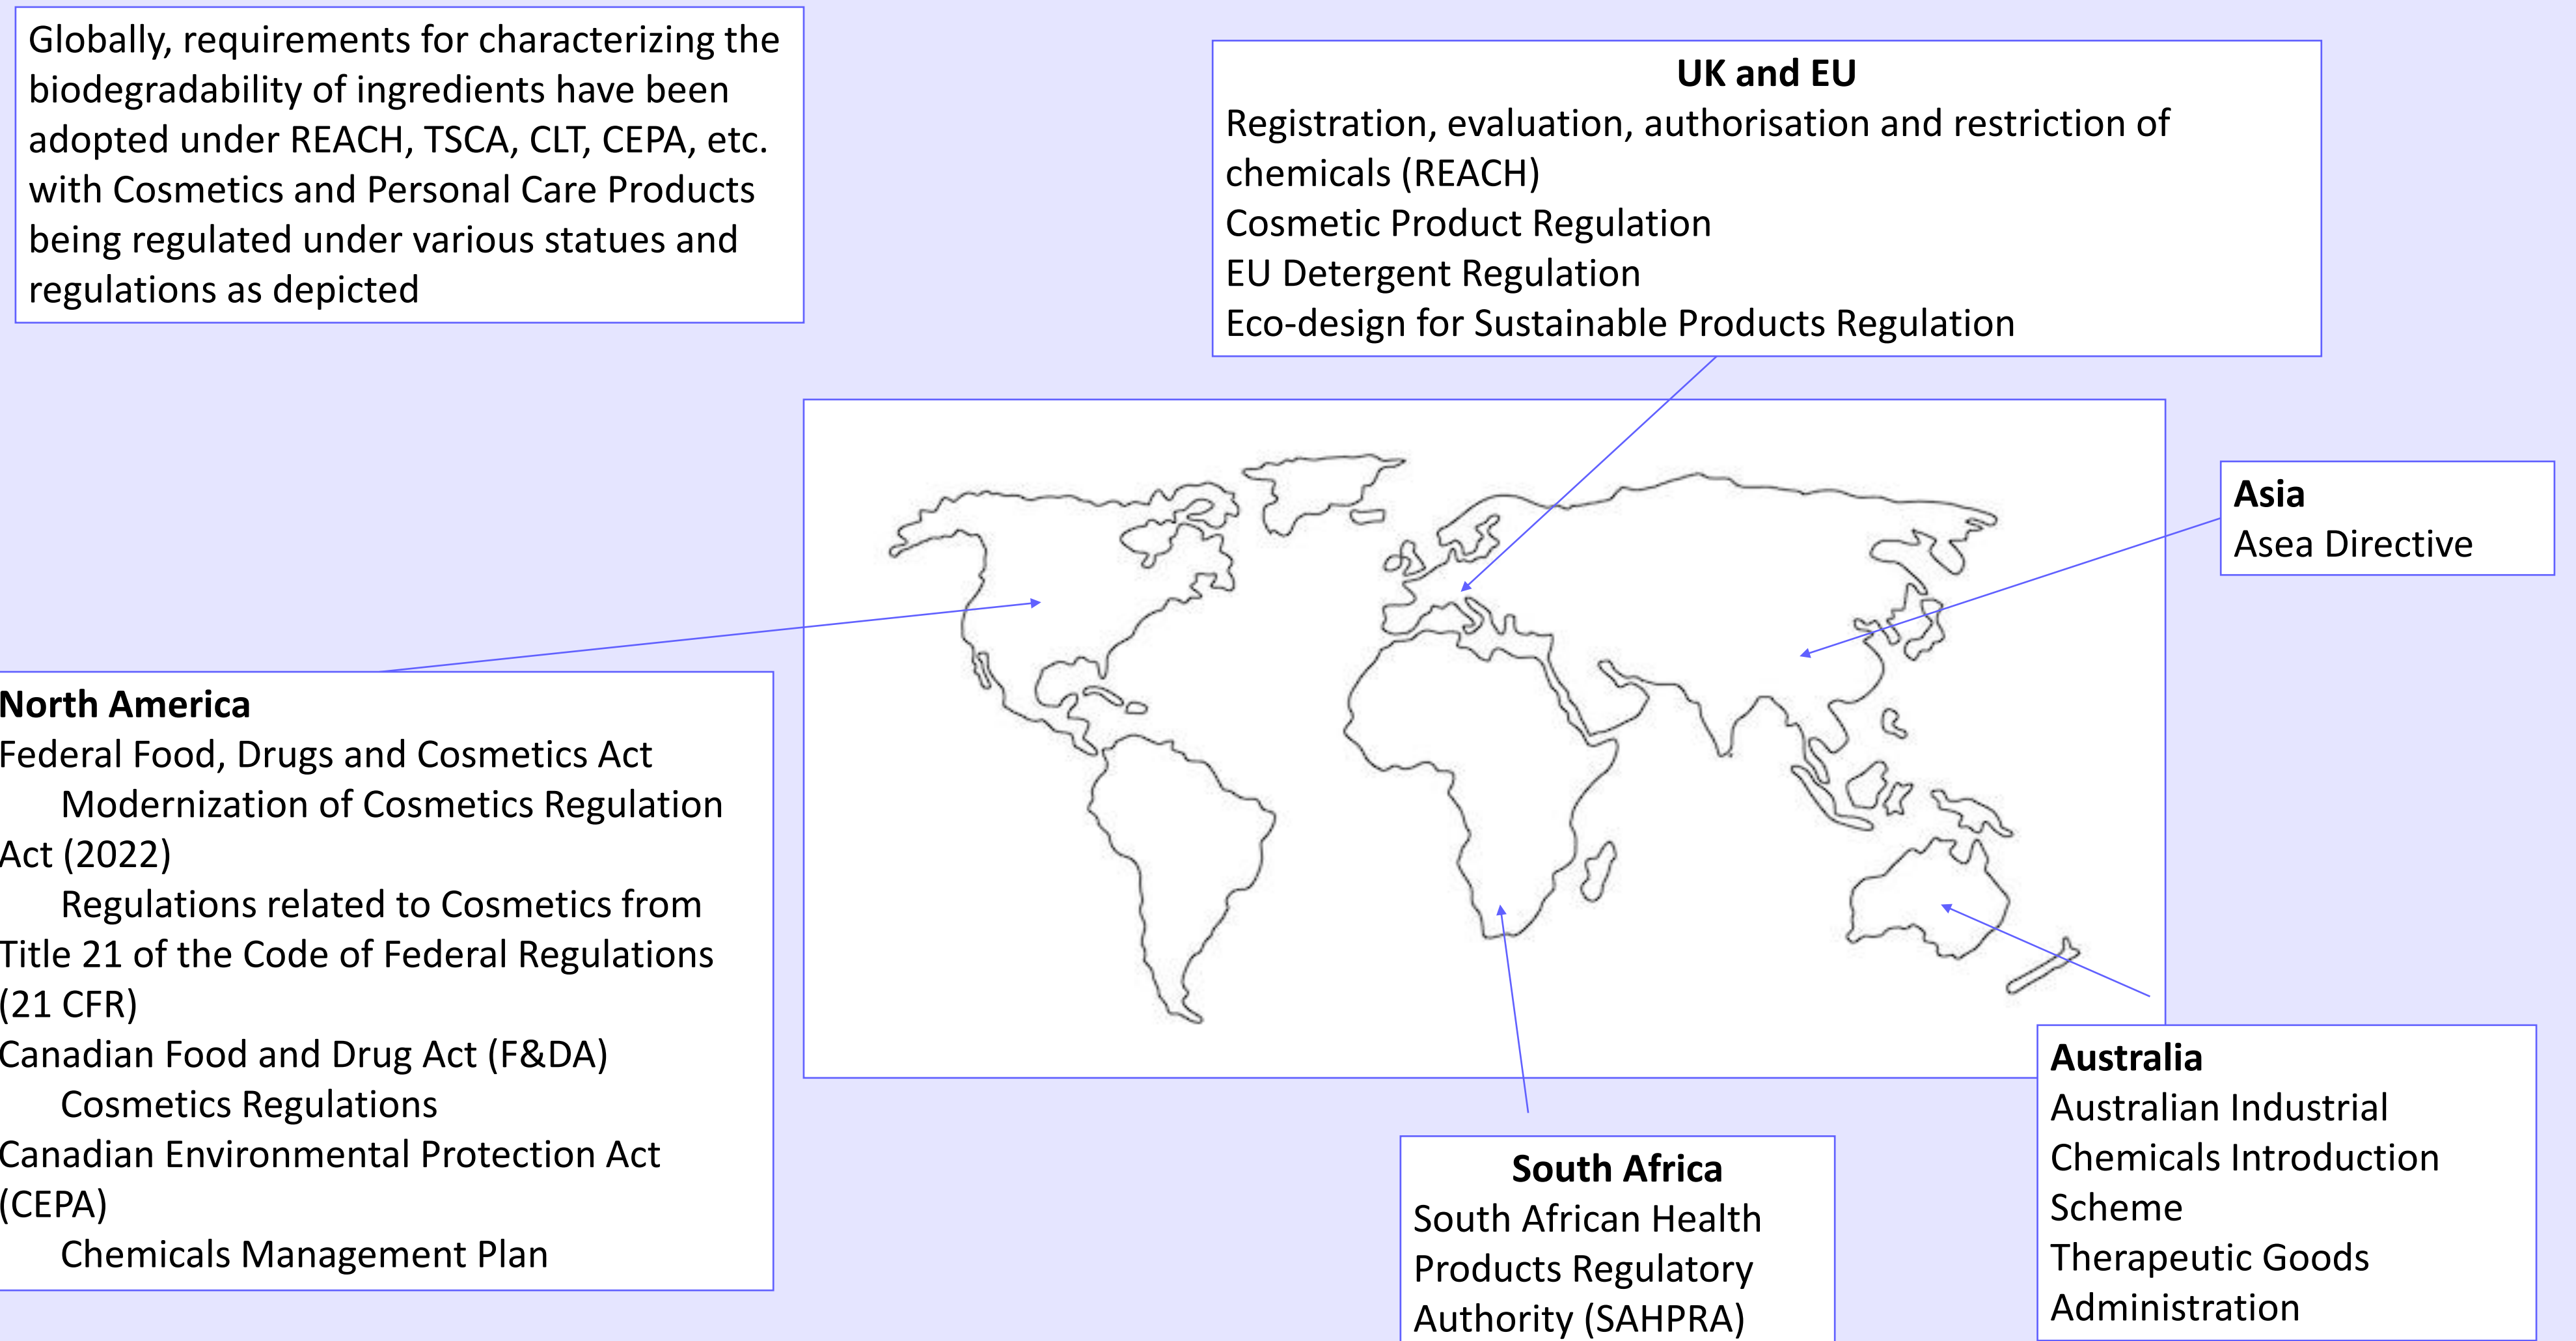 Globally, requirements for characterizing the
biodegradability of ingredients have been
adopted under REACH, TSCA, CLT, CEPA, etc.
with Cosmetics and Personal Care Products
being regulated under various statues and
regulations as depicted
UK and EU
Registration, evaluation, authorisation and restriction of
chemicals (REACH)
Cosmetic Product Regulation
EU Detergent Regulation
Eco-design for Sustainable Products Regulation
Asia
Asea Directive
North America
Federal Food, Drugs and Cosmetics Act
Modernization of Cosmetics Regulation
Act (2022)
Regulations related to Cosmetics from
Title 21 of the Code of Federal Regulations
(21 CFR)
Canadian Food and Drug Act (F&DA)
Cosmetics Regulations
Canadian Environmental Protection Act
(CEPA)
Chemicals Management Plan
South Africa
South African Health
Products Regulatory
Authority (SAHPRA)
Australia
Australian Industrial
Chemicals Introduction
Scheme
Therapeutic Goods
Administration